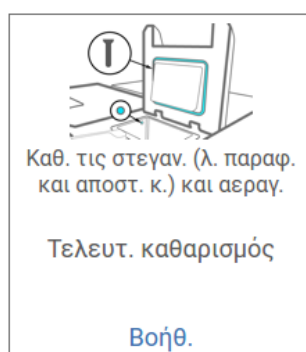 Καθ. τις στεγαν. (λ. παραφ.
και αποστ. κ.) και αεραγ.
Τελευτ. καθαρισμός
Βοήθ.